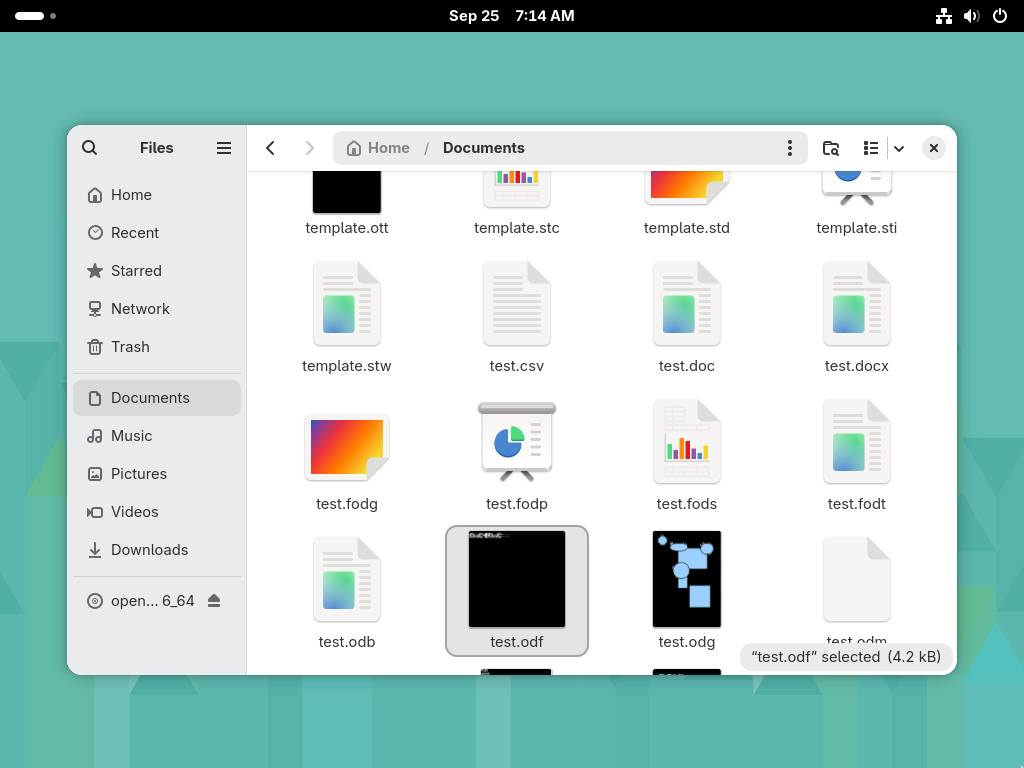 Sep 25 7:14 AM
Files
Home / Documents
Home
Recent
Starred
Network
Trash
Documents
Music
Pictures
Videos
Downloads
open... 6_64
template.ott template.stc template.std template.sti
template.stw test.csv test.doc test.docx
test.fodg test.fodp test.fods test.fodt
test.odb test.odf test.odg test.odm
“test.odf” selected (4.2 kB)